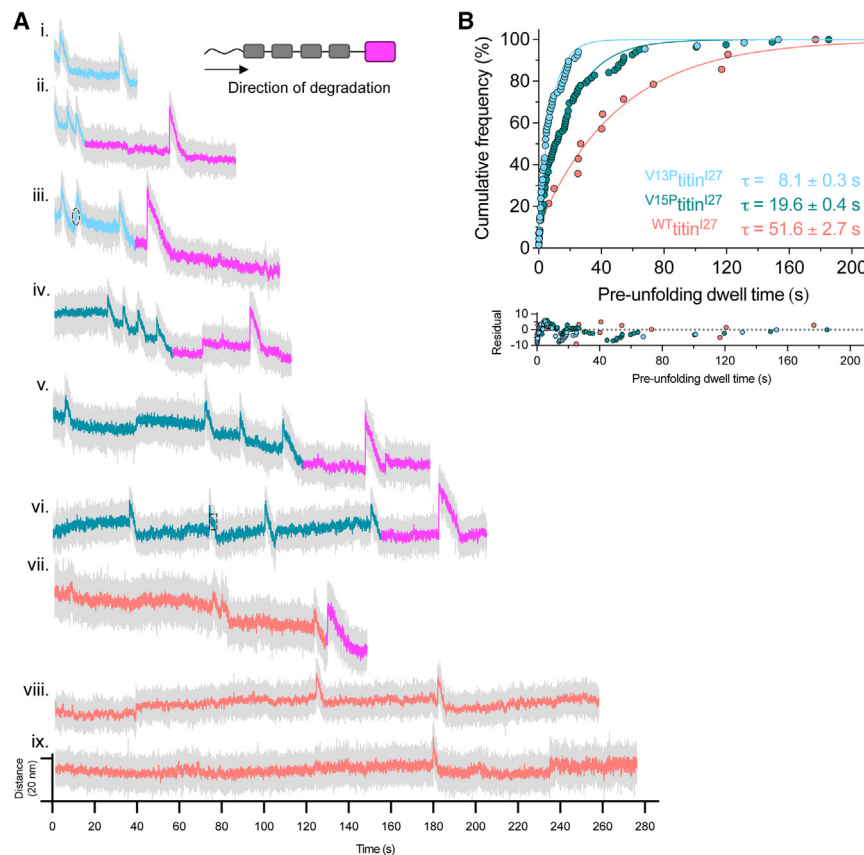 A
B
i.
ii.
iii.
iv.
v.
vi.
vii.
viii.
ix.
Direction of degradation
Distance
(20 nm)
0 20 40 60 80 100 120 140 160 180 200 220 240 260 280
Time (s)
Cumulative frequency (%)
100
80
60
40
20
0
V13Ptitin^I27 τ = 8.1 ± 0.3 s
V15Ptitin^I27 τ = 19.6 ± 0.4 s
WTtitin^I27 τ = 51.6 ± 2.7 s
0 40 80 120 160 200
Pre-unfolding dwell time (s)
Residual
10
0
-10
0 40 80 120 160 200
Pre-unfolding dwell time (s)